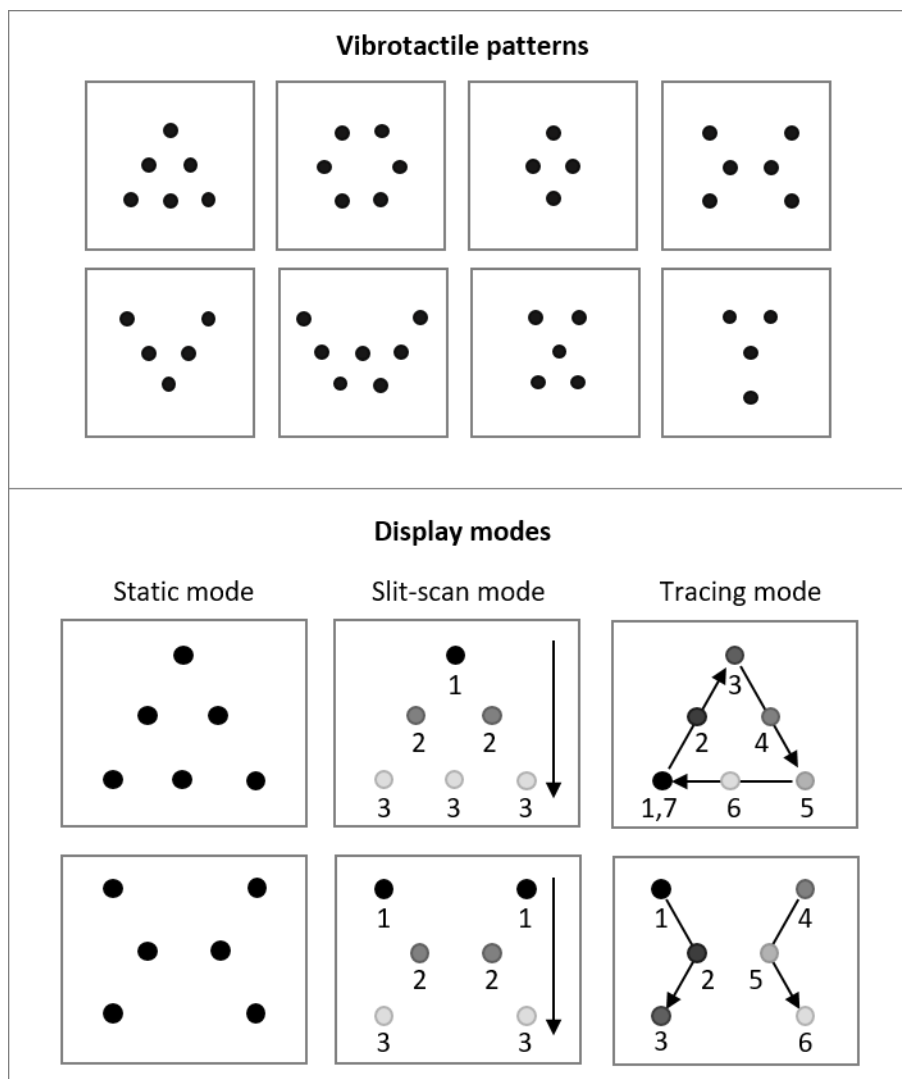 Vibrotactile patterns
Display modes
Static mode Slit-scan mode Tracing mode
1 3
2 2 2 4
3 3 3 1,7 6 5
1 1 1 4
2 2 2 5
3 3 3 6